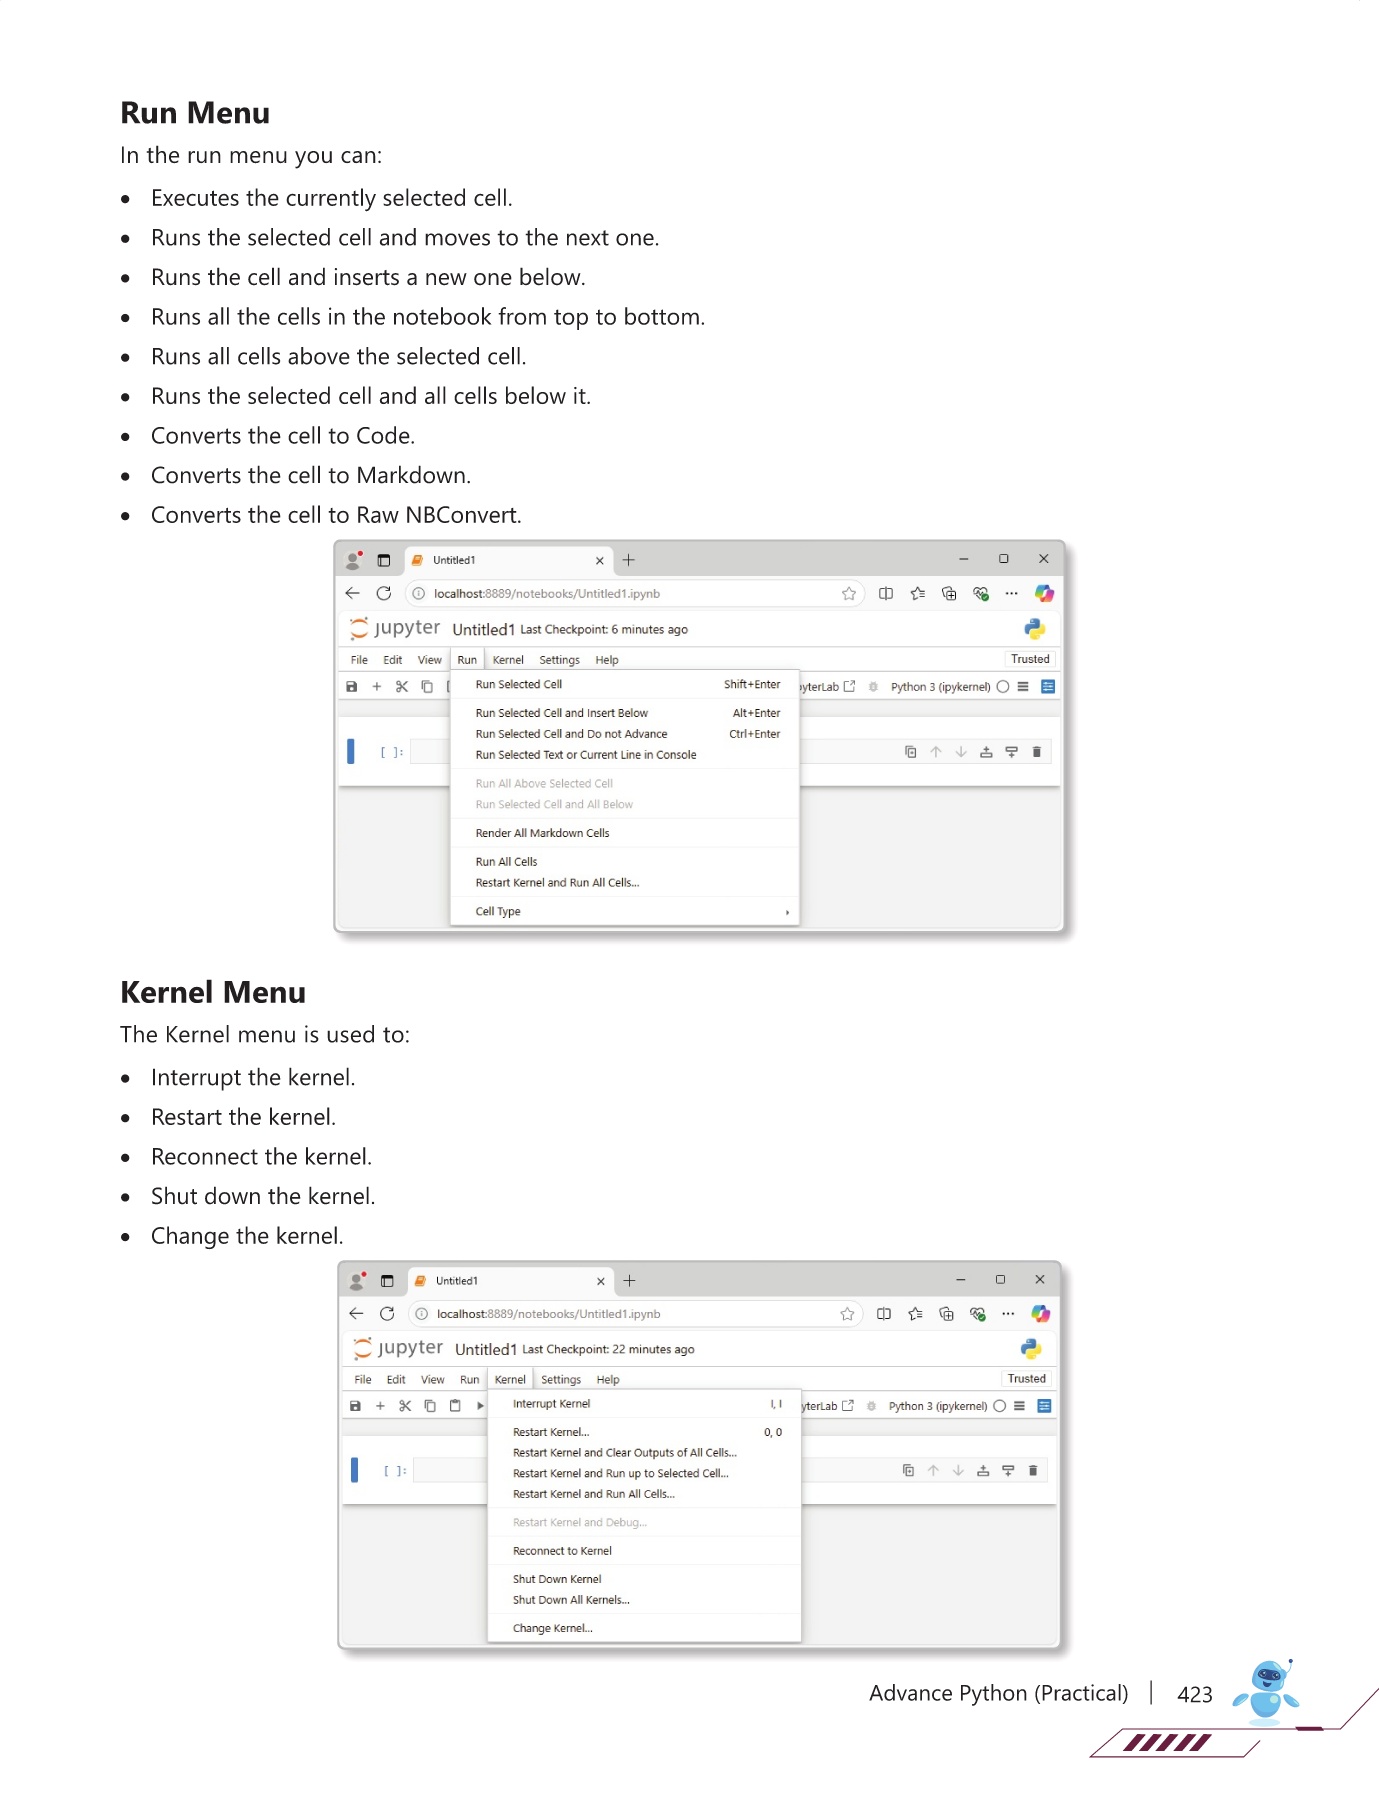 Run Menu
In the run menu you can:
• Executes the currently selected cell.
• Runs the selected cell and moves to the next one.
• Runs the cell and inserts a new one below.
• Runs all the cells in the notebook from top to bottom.
• Runs all cells above the selected cell.
• Runs the selected cell and all cells below it.
• Converts the cell to Code.
• Converts the cell to Markdown.
• Converts the cell to Raw NBConvert.
Untitled1
localhost:8889/notebooks/Untitled1.ipynb
jupyter Untitled1 Last Checkpoint: 6 minutes ago
File Edit View Run Kernel Settings Help Trusted
Run Selected Cell Shift+Enter
yterLab Python 3 (ipykernel)
Run Selected Cell and Insert Below Alt+Enter
Run Selected Cell and Do not Advance Ctrl+Enter
[ ]:
Run Selected Text or Current Line in Console
Run All Above Selected Cell
Run Selected Cell and All Below
Render All Markdown Cells
Run All Cells
Restart Kernel and Run All Cells...
Cell Type
Kernel Menu
The Kernel menu is used to:
• Interrupt the kernel.
• Restart the kernel.
• Reconnect the kernel.
• Shut down the kernel.
• Change the kernel.
Untitled1
localhost:8889/notebooks/Untitled1.ipynb
jupyter Untitled1 Last Checkpoint: 22 minutes ago
File Edit View Run Kernel Settings Help Trusted
Interrupt Kernel I, I
yterLab Python 3 (ipykernel)
Restart Kernel... 0, 0
Restart Kernel and Clear Outputs of All Cells...
[ ]:
Restart Kernel and Run up to Selected Cell...
Restart Kernel and Run All Cells...
Restart Kernel and Debug...
Reconnect to Kernel
Shut Down Kernel
Shut Down All Kernels...
Change Kernel...
Advance Python (Practical) | 423